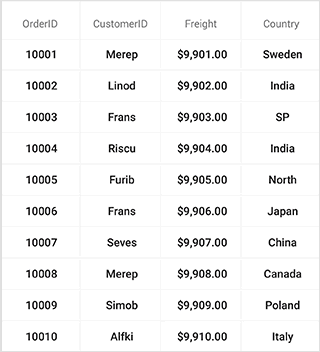 OrderID CustomerID Freight Country
10001 Merep $9,901.00 Sweden
10002 Linod $9,902.00 India
10003 Frans $9,903.00 SP
10004 Riscu $9,904.00 India
10005 Furib $9,905.00 North
10006 Frans $9,906.00 Japan
10007 Seves $9,907.00 China
10008 Merep $9,908.00 Canada
10009 Simob $9,909.00 Poland
10010 Alfki $9,910.00 Italy